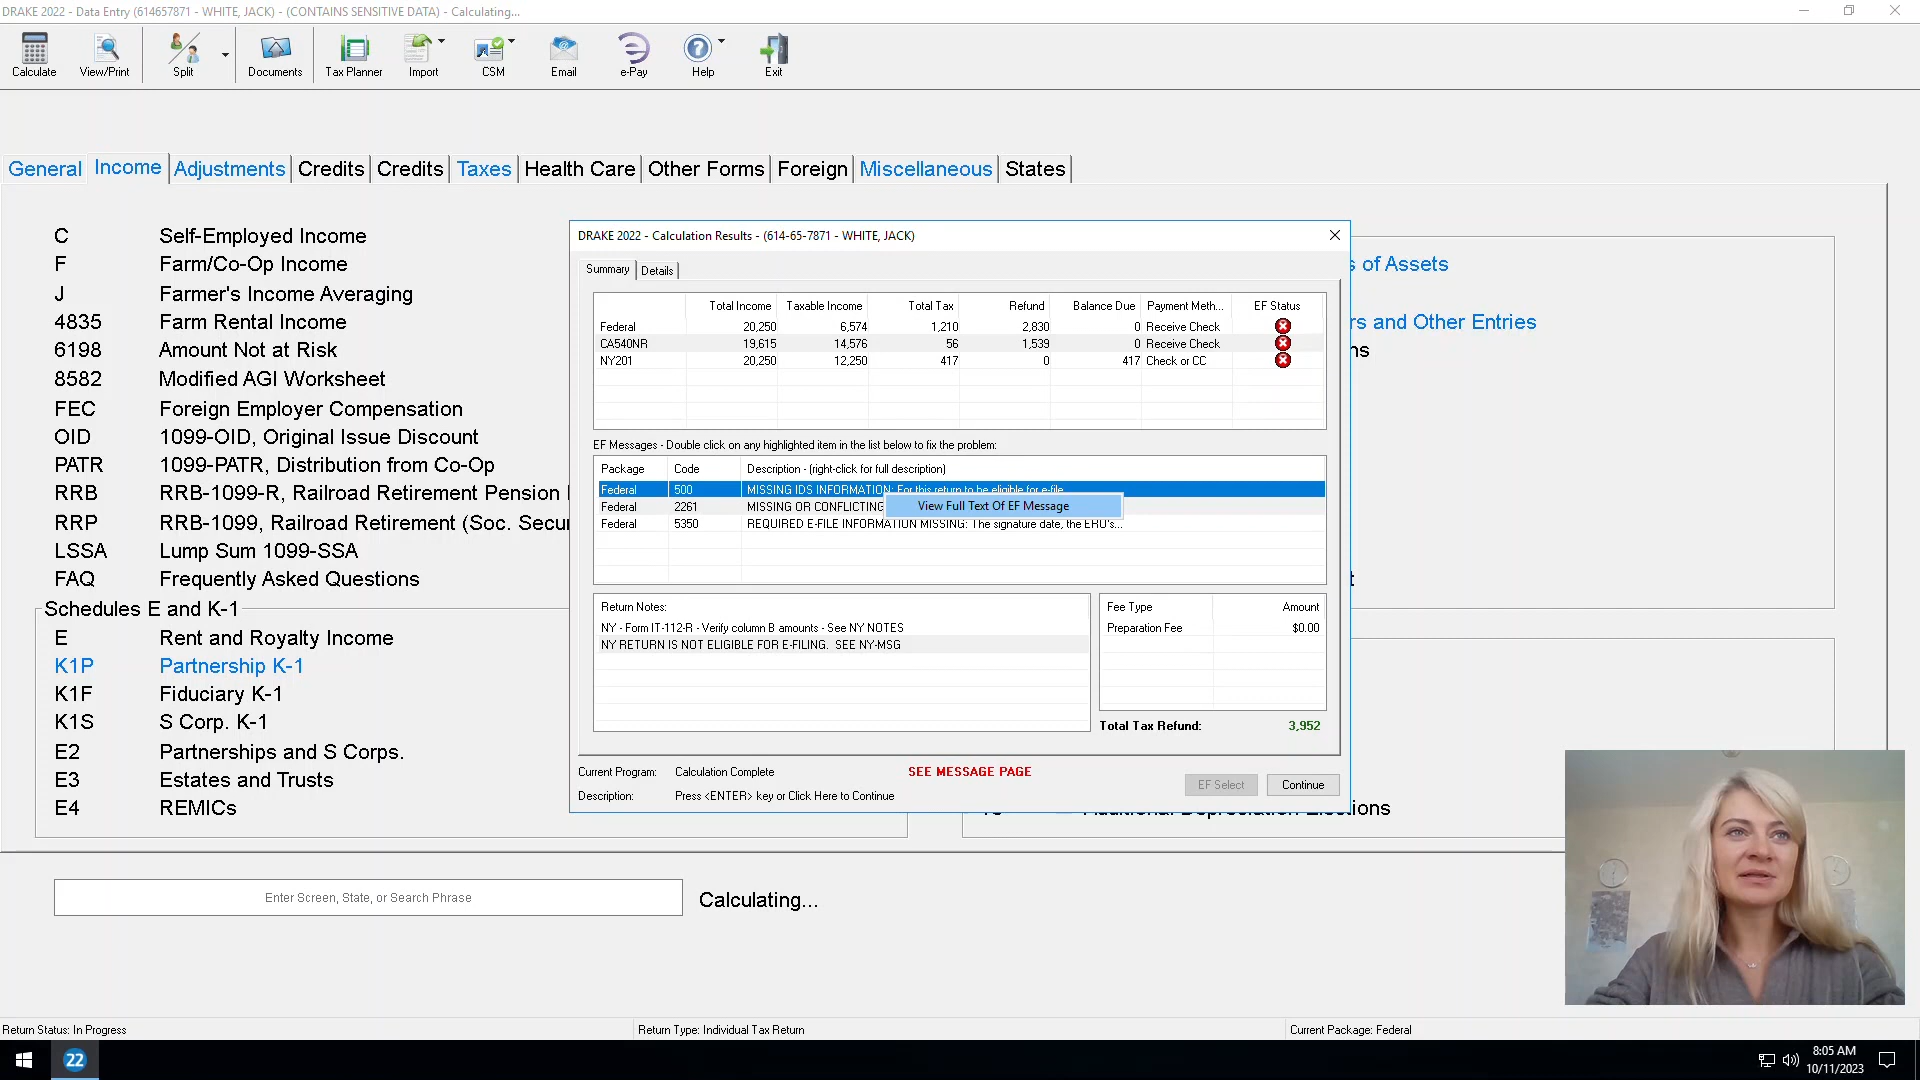 DRAKE 2022 - Data Entry (614657871 - WHITE, JACK) - (CONTAINS SENSITIVE DATA) - Calculating...
Calculate View/Print Split Documents Tax Planner Import CSM Email e-Pay Help Exit
General Income Adjustments Credits Credits Taxes Health Care Other Forms Foreign Miscellaneous States
C Self-Employed Income
F Farm/Co-Op Income
J Farmer's Income Averaging
4835 Farm Rental Income
6198 Amount Not at Risk
8582 Modified AGI Worksheet
FEC Foreign Employer Compensation
OID 1099-OID, Original Issue Discount
PATR 1099-PATR, Distribution from Co-Op
RRB RRB-1099-R, Railroad Retirement Pension
RRP RRB-1099, Railroad Retirement (Soc. Secur
LSSA Lump Sum 1099-SSA
FAQ Frequently Asked Questions
Schedules E and K-1
E Rent and Royalty Income
K1P Partnership K-1
K1F Fiduciary K-1
K1S S Corp. K-1
E2 Partnerships and S Corps.
E3 Estates and Trusts
E4 REMICs
DRAKE 2022 - Calculation Results - (614-65-7871 - WHITE, JACK)
Summary Details
Total Income Taxable Income Total Tax Refund Balance Due Payment Meth... EF Status
Federal 20,250 6,574 1,210 2,830 0 Receive Check
CA540NR 19,615 14,576 56 1,539 0 Receive Check
NY201 20,250 12,250 417 0 417 Check or CC
EF Messages - Double click on any highlighted item in the list below to fix the problem:
Package Code Description - (right-click for full description)
Federal 500 MISSING IDS INFORMATION: For this return to be eligible for e-file
Federal 2261 MISSING OR CONFLICTING
View Full Text Of EF Message
Federal 5350 REQUIRED E-FILE INFORMATION MISSING: The signature date, the ERO's...
Return Notes:
NY - Form IT-112-R - Verify column B amounts - See NY NOTES
NY RETURN IS NOT ELIGIBLE FOR E-FILING. SEE NY-MSG
Fee Type Amount
Preparation Fee $0.00
Total Tax Refund: 3,952
Current Program: Calculation Complete
SEE MESSAGE PAGE
Description: Press <ENTER> key or Click Here to Continue
EF Select Continue
s of Assets
rs and Other Entries
ns
Enter Screen, State, or Search Phrase
Calculating...
Return Status: In Progress
Return Type: Individual Tax Return
Current Package: Federal
22
8:05 AM
10/11/2023